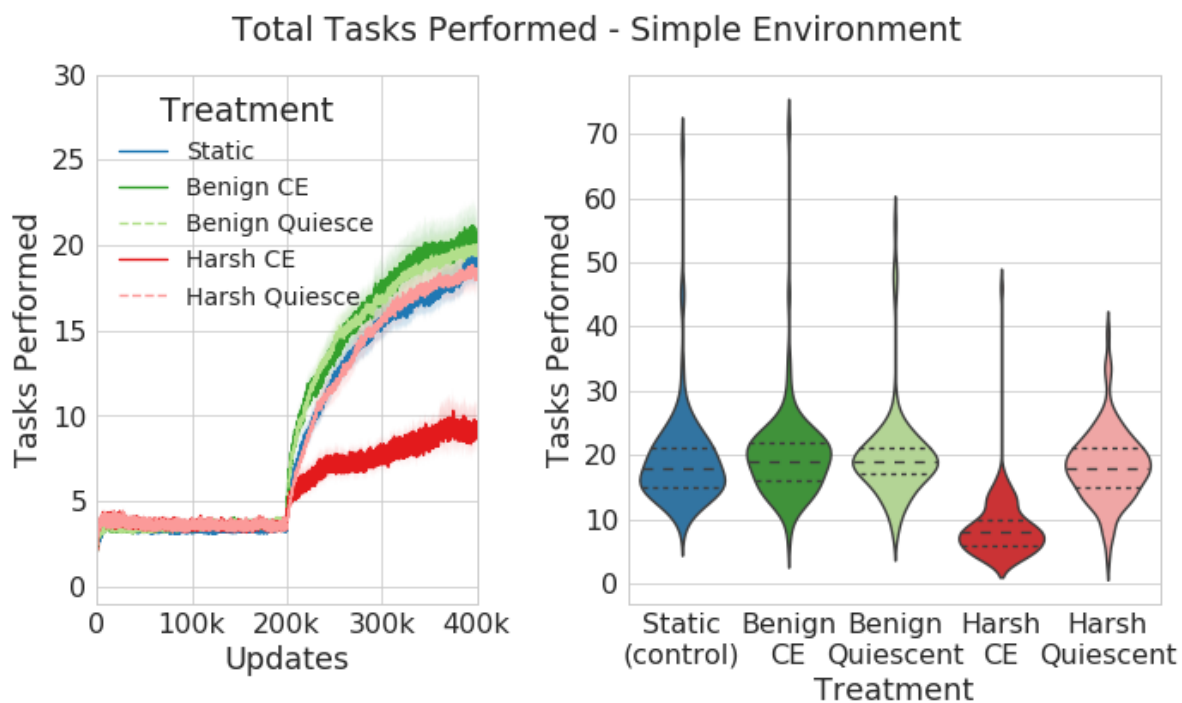 Total Tasks Performed - Simple Environment
30
25
20
15
10
5
0
Tasks Performed
Treatment
Static
Benign CE
Benign Quiesce
Harsh CE
Harsh Quiesce
0 100k 200k 300k 400k
Updates
70
60
50
40
30
20
10
0
Tasks Performed
Static
(control)
Benign
CE
Benign
Quiescent
Harsh
CE
Harsh
Quiescent
Treatment